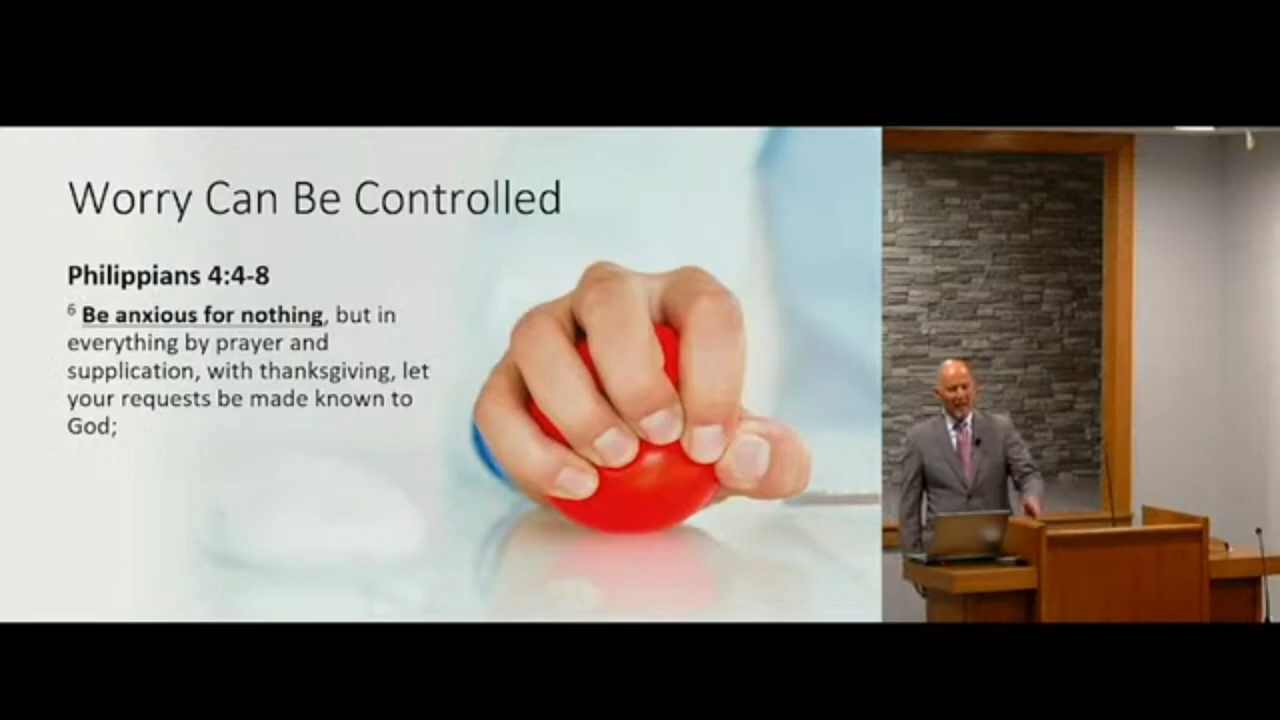 Worry Can Be Controlled
Philippians 4:4-8
6 Be anxious for nothing, but in
everything by prayer and
supplication, with thanksgiving, let
your requests be made known to
God;